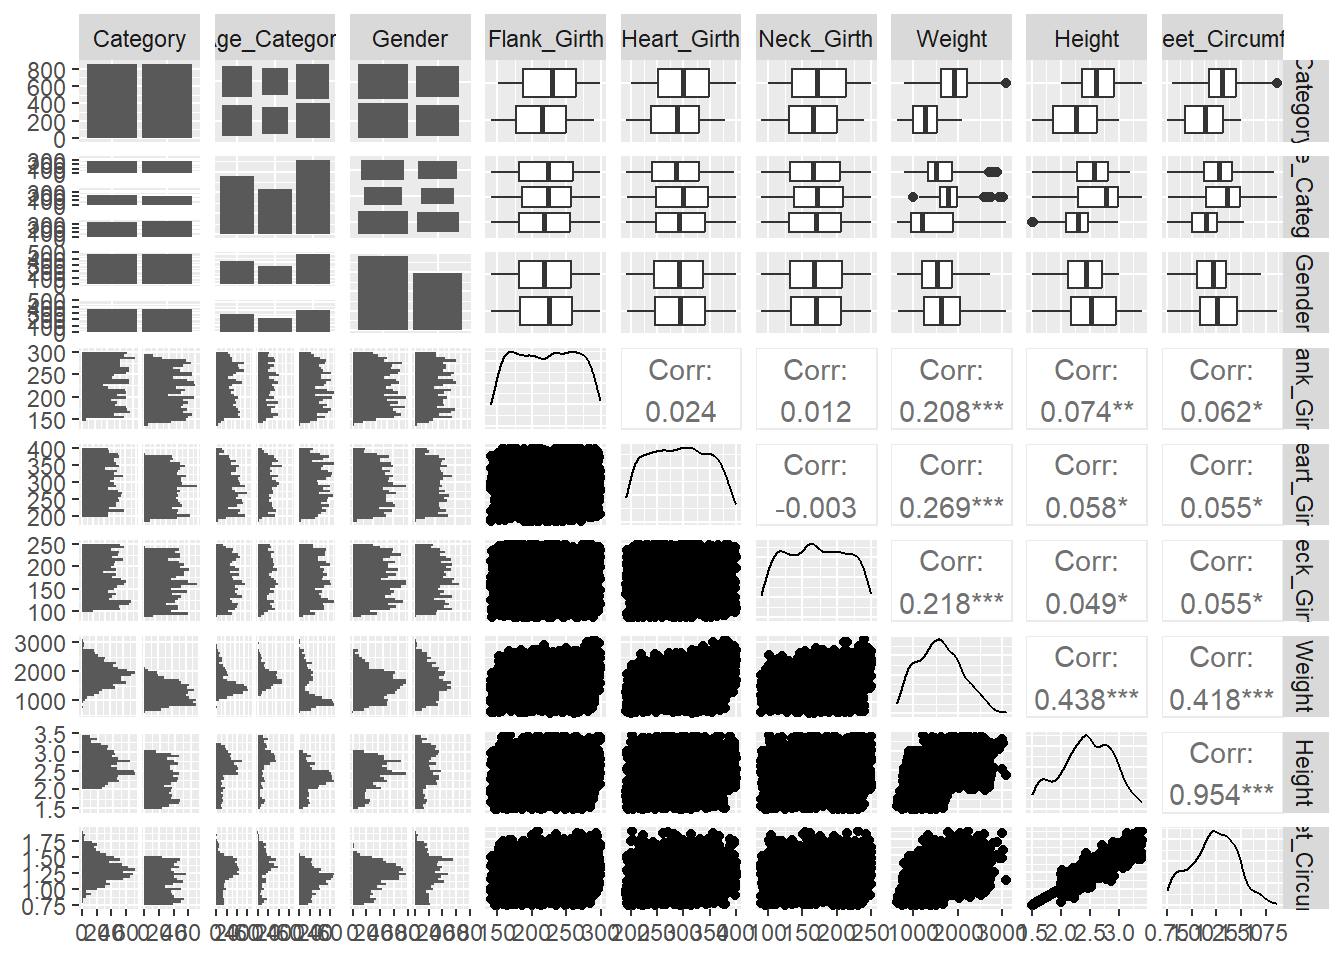 Category
Age_Categor
Gender
Flank_Girth
Heart_Girth
Neck_Girth
Weight
Height
eet_Circumf
800
600
400
200
0
Category
e_Categ
500
Gender
300
250
200
150
Corr:
0.024
Corr:
0.012
Corr:
0.208***
Corr:
0.074**
Corr:
0.062*
ank_Gir
400
350
300
250
200
Corr:
-0.003
Corr:
0.269***
Corr:
0.058*
Corr:
0.055*
eart_Gir
250
200
150
100
Corr:
0.218***
Corr:
0.049*
Corr:
0.055*
eck_Gir
3000
2000
1000
Corr:
0.438***
Corr:
0.418***
Weight
3.5
3.0
2.5
2.0
1.5
Corr:
0.954***
Height
1.75
1.50
1.25
1.00
0.75
et_Circu
150 200 250 300
200 250 300 350 400
100 150 200 250
1000 2000 3000
1.5 2.0 2.5 3.0
0.75 1.00 1.25 1.50 1.75